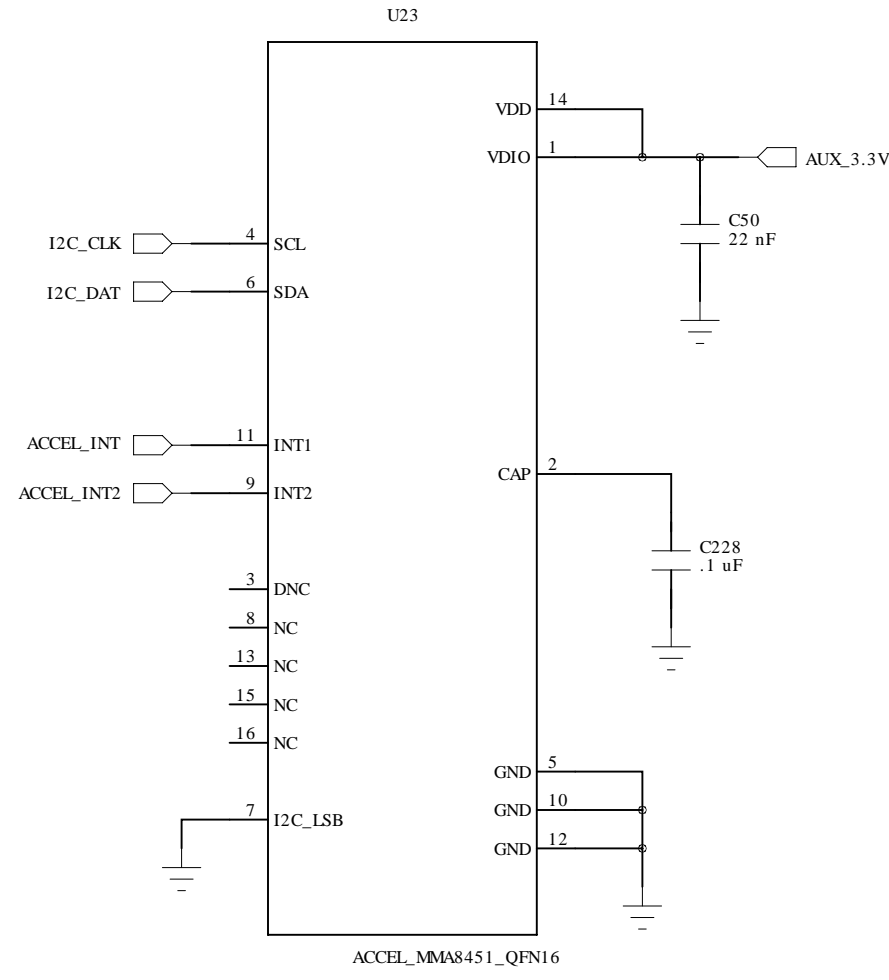 U23
VDD
14
VDIO
1
AUX_3.3V
C50
22 nF
I2C_CLK
4
SCL
I2C_DAT
6
SDA
ACCEL_INT
11
INT1
ACCEL_INT2
9
INT2
CAP
2
C228
.1 uF
3
DNC
8
NC
13
NC
15
NC
16
NC
GND
5
GND
10
GND
12
7
I2C_LSB
ACCEL_MMA8451_QFN16